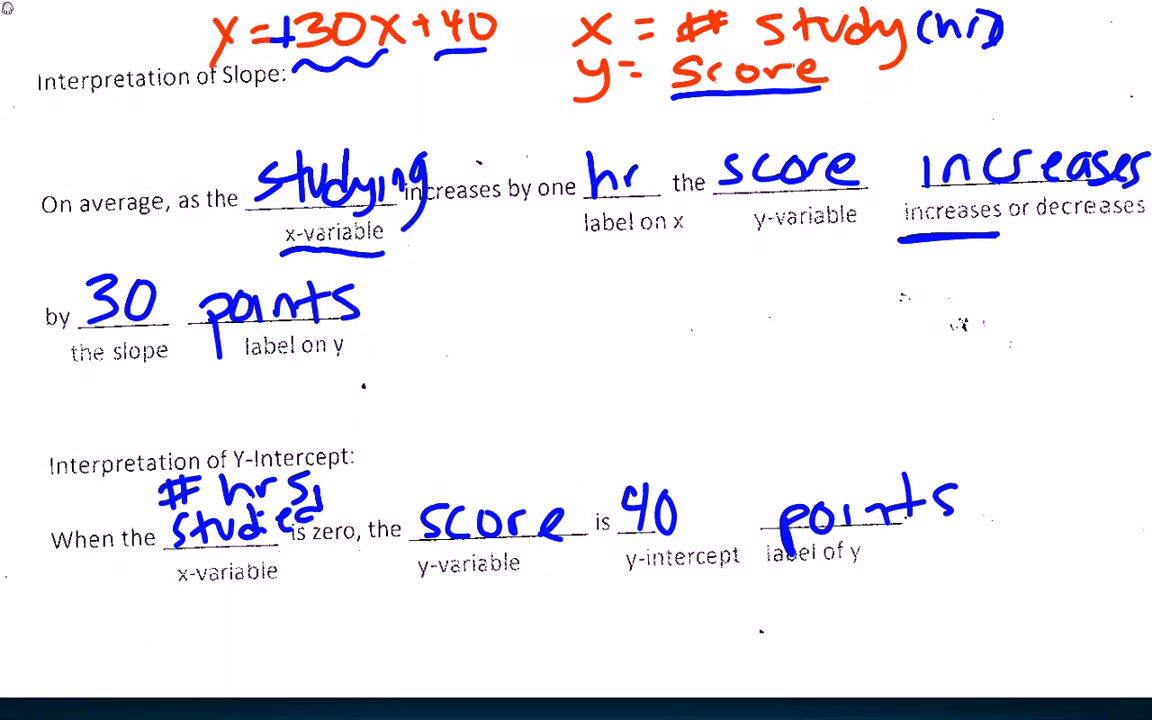 y=+30x+40 x = # study (hr)
Interpretation of Slope: y= score
On average, as the studying increases by one hr the score increases
x-variable label on x y-variable increases or decreases
by 30 points
the slope label on y
Interpretation of Y-Intercept:
# hrs
When the studied is zero, the score is 40 points
x-variable y-variable y-intercept label of y